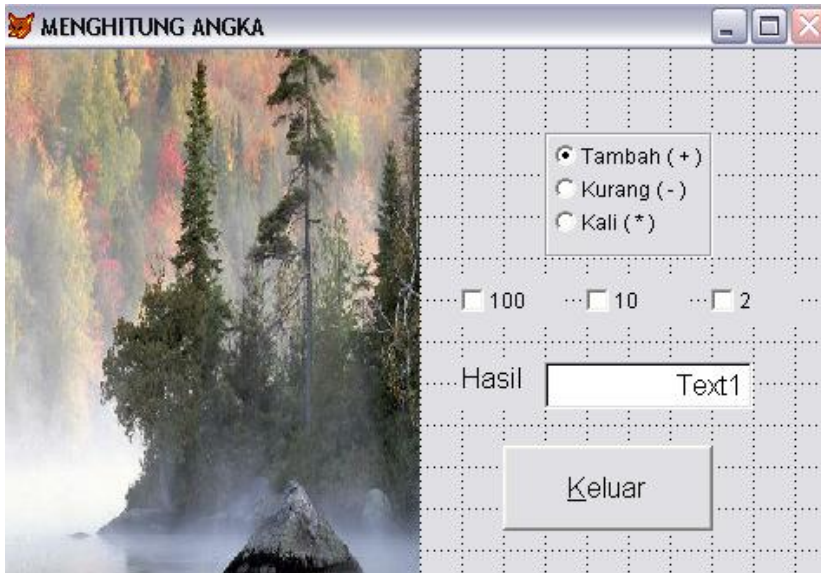 MENGHITUNG ANGKA
Tambah ( + )
Kurang ( - )
Kali ( * )
100 10 2
Hasil Text1
Keluar